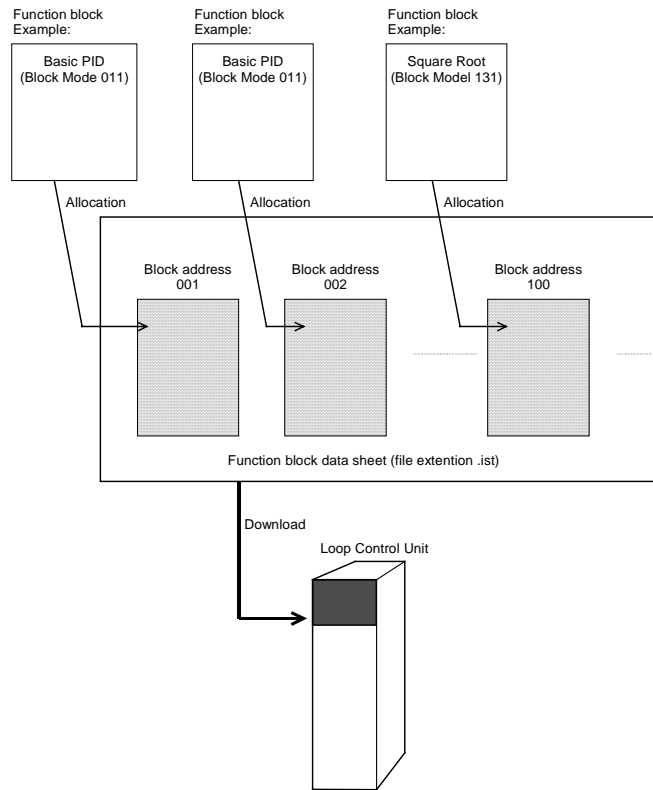 Function block
Example:
Function block
Example:
Function block
Example:
Basic PID
(Block Mode 011)
Basic PID
(Block Mode 011)
Square Root
(Block Model 131)
Allocation
Allocation
Allocation
Block address
001
Block address
002
Block address
100
Function block data sheet (file extention .ist)
Download
Loop Control Unit